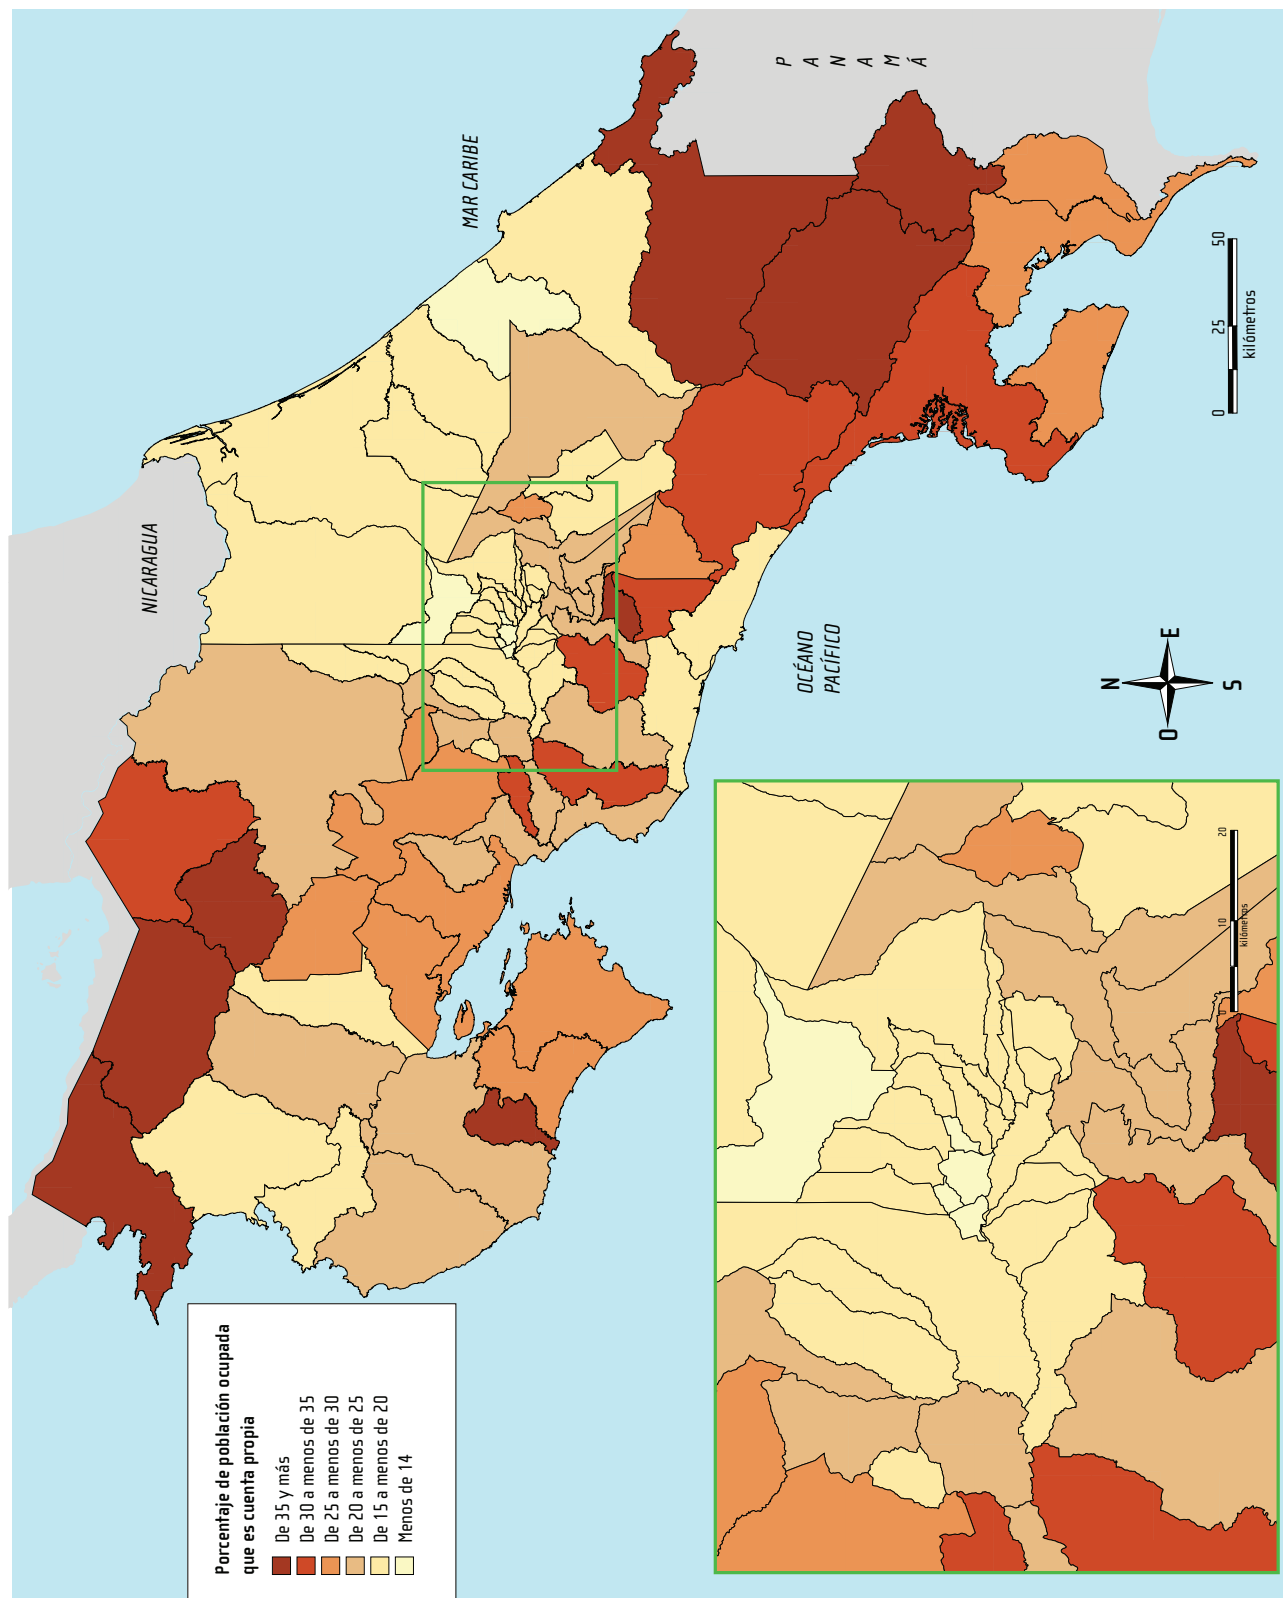 Porcentaje de población ocupada
que es cuenta propia
De 35 y más
De 30 a menos de 35
De 25 a menos de 30
De 20 a menos de 25
De 15 a menos de 20
Menos de 14
NICARAGUA
MAR CARIBE
PANAMÁ
OCÉANO
PACÍFICO
N
O
E
S
0 25 50
kilómetros
0 10 20
kilómetros